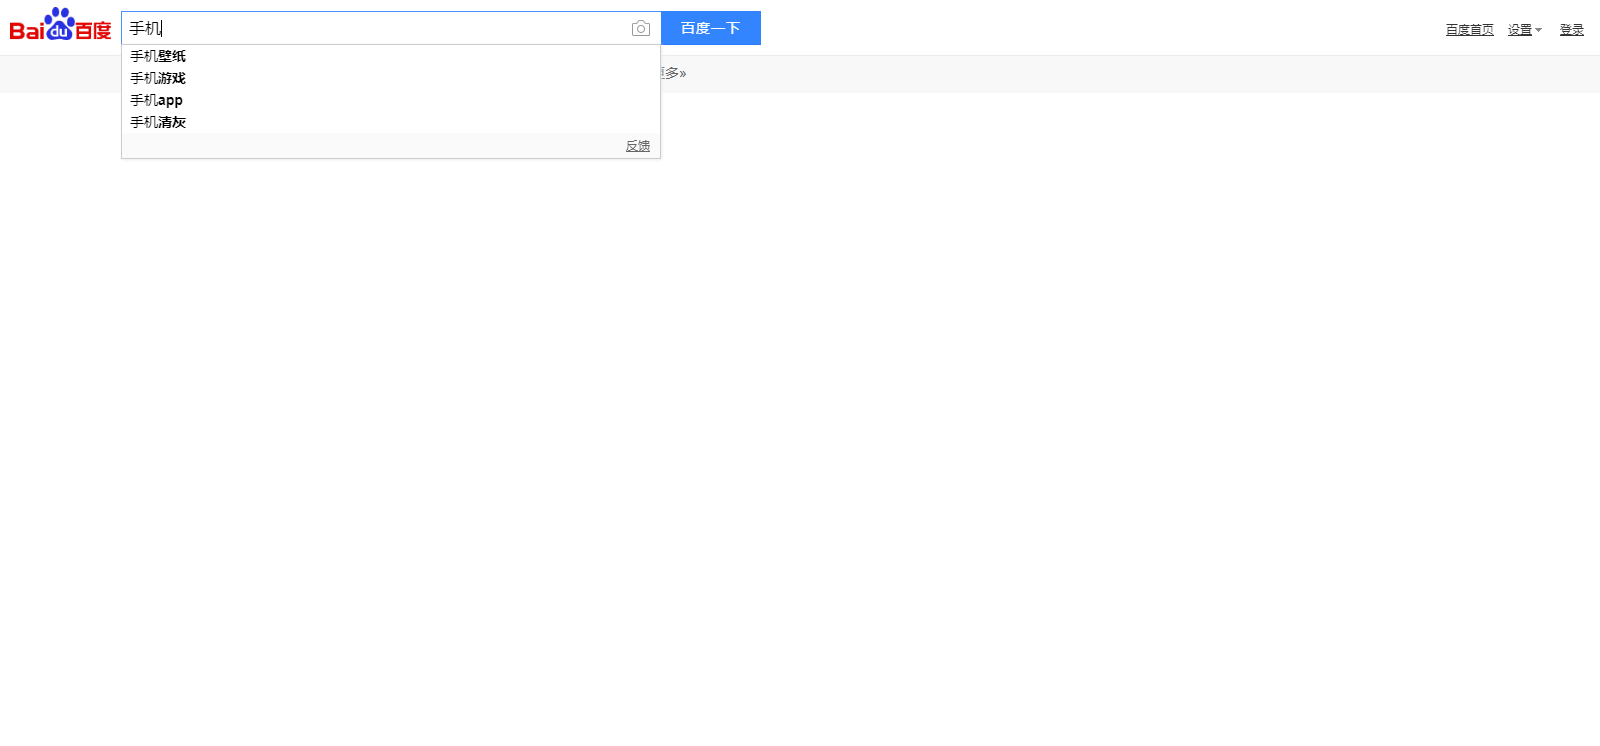 Bai du 百度 手机 百度一下 百度首页 设置 登录
手机壁纸
更多»
手机游戏
手机app
手机清灰
反馈